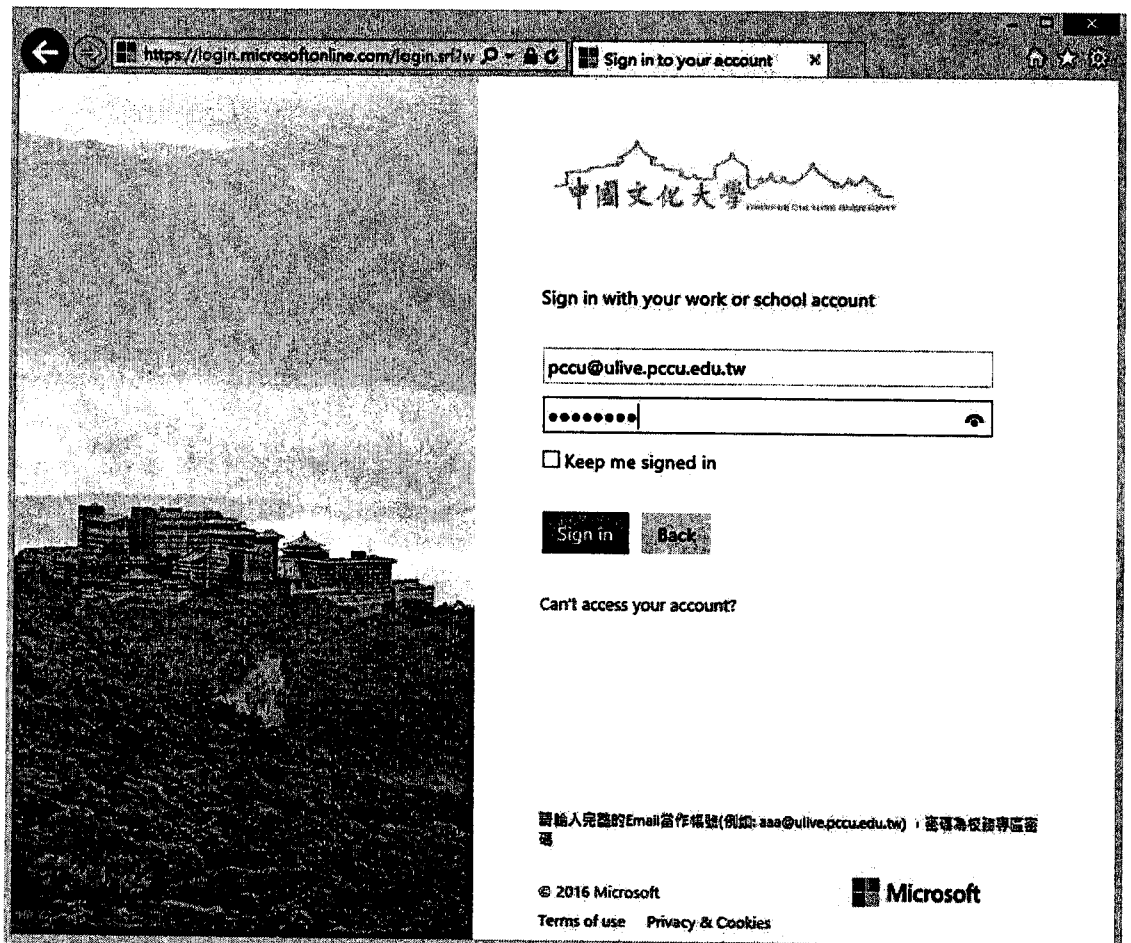 https://login.microsoftonline.com/login.srf?w
Sign in to your account
中國文化大學
Sign in with your work or school account
pccu@ulive.pccu.edu.tw
Keep me signed in
Sign in
Back
Can't access your account?
請輸入完整的Email當作帳號(例如: aaa@ulive.pccu.edu.tw) ，密碼為校務專區密
碼
© 2016 Microsoft
Microsoft
Terms of use Privacy & Cookies